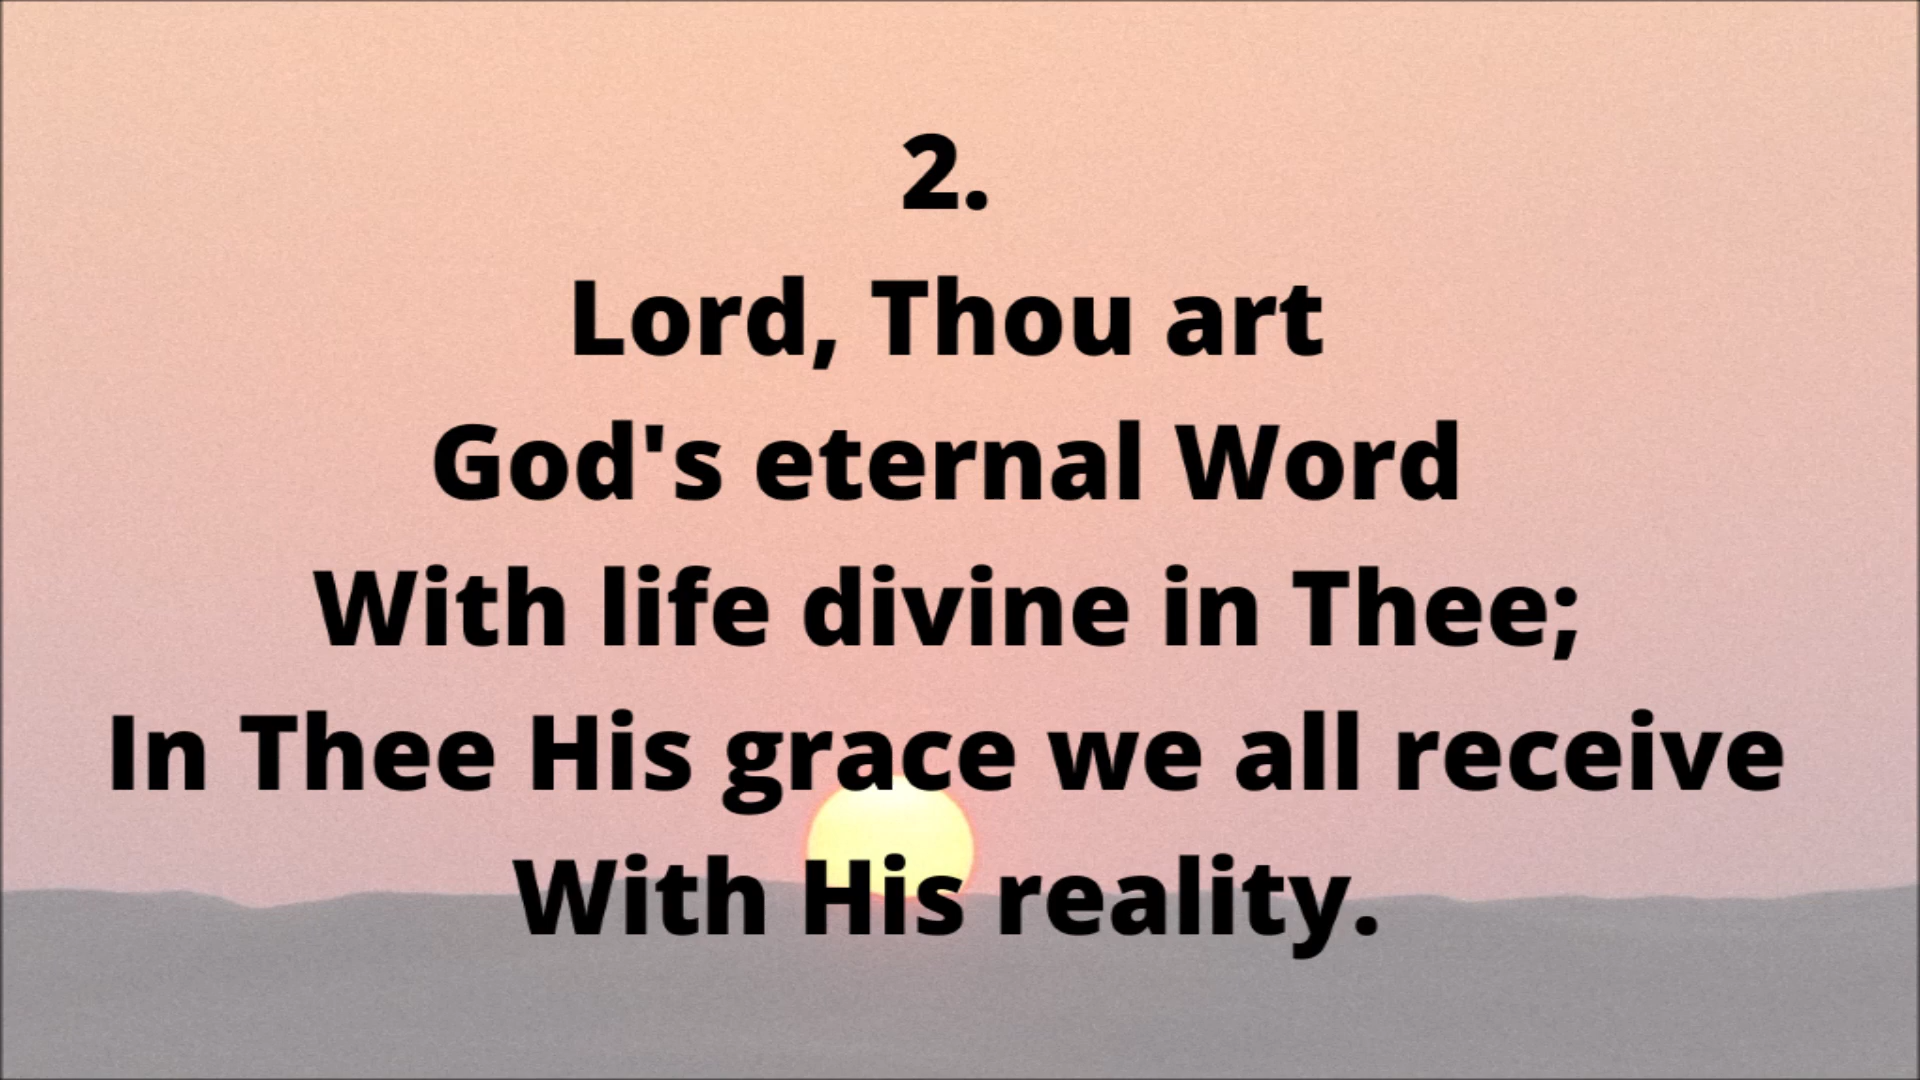 2.
Lord, Thou art
God's eternal Word
With life divine in Thee;
In Thee His grace we all receive
With His reality.